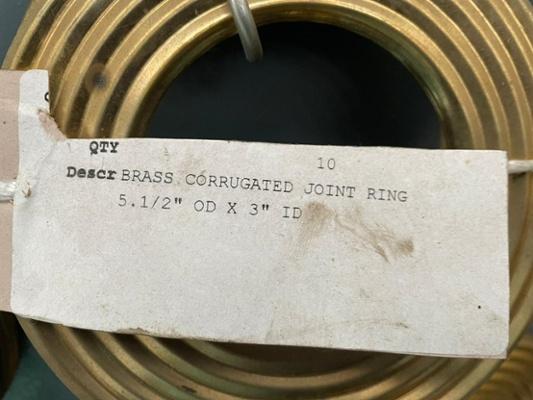 QTY 10
Descr BRASS CORRUGATED JOINT RING
5.1/2" OD X 3" ID